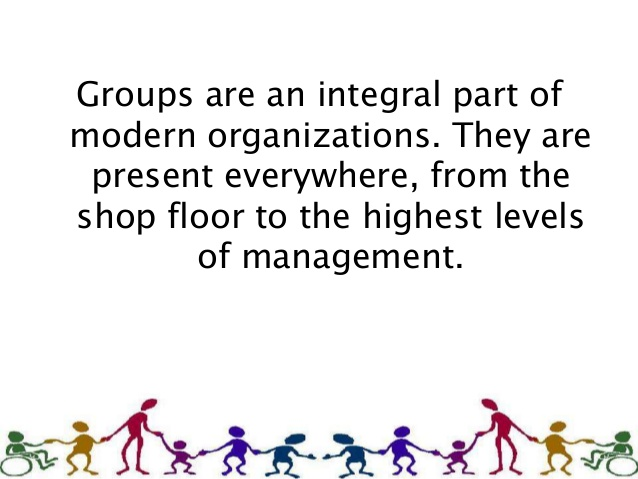 Groups are an integral part of
modern organizations. They are
present everywhere, from the
shop floor to the highest levels
of management.